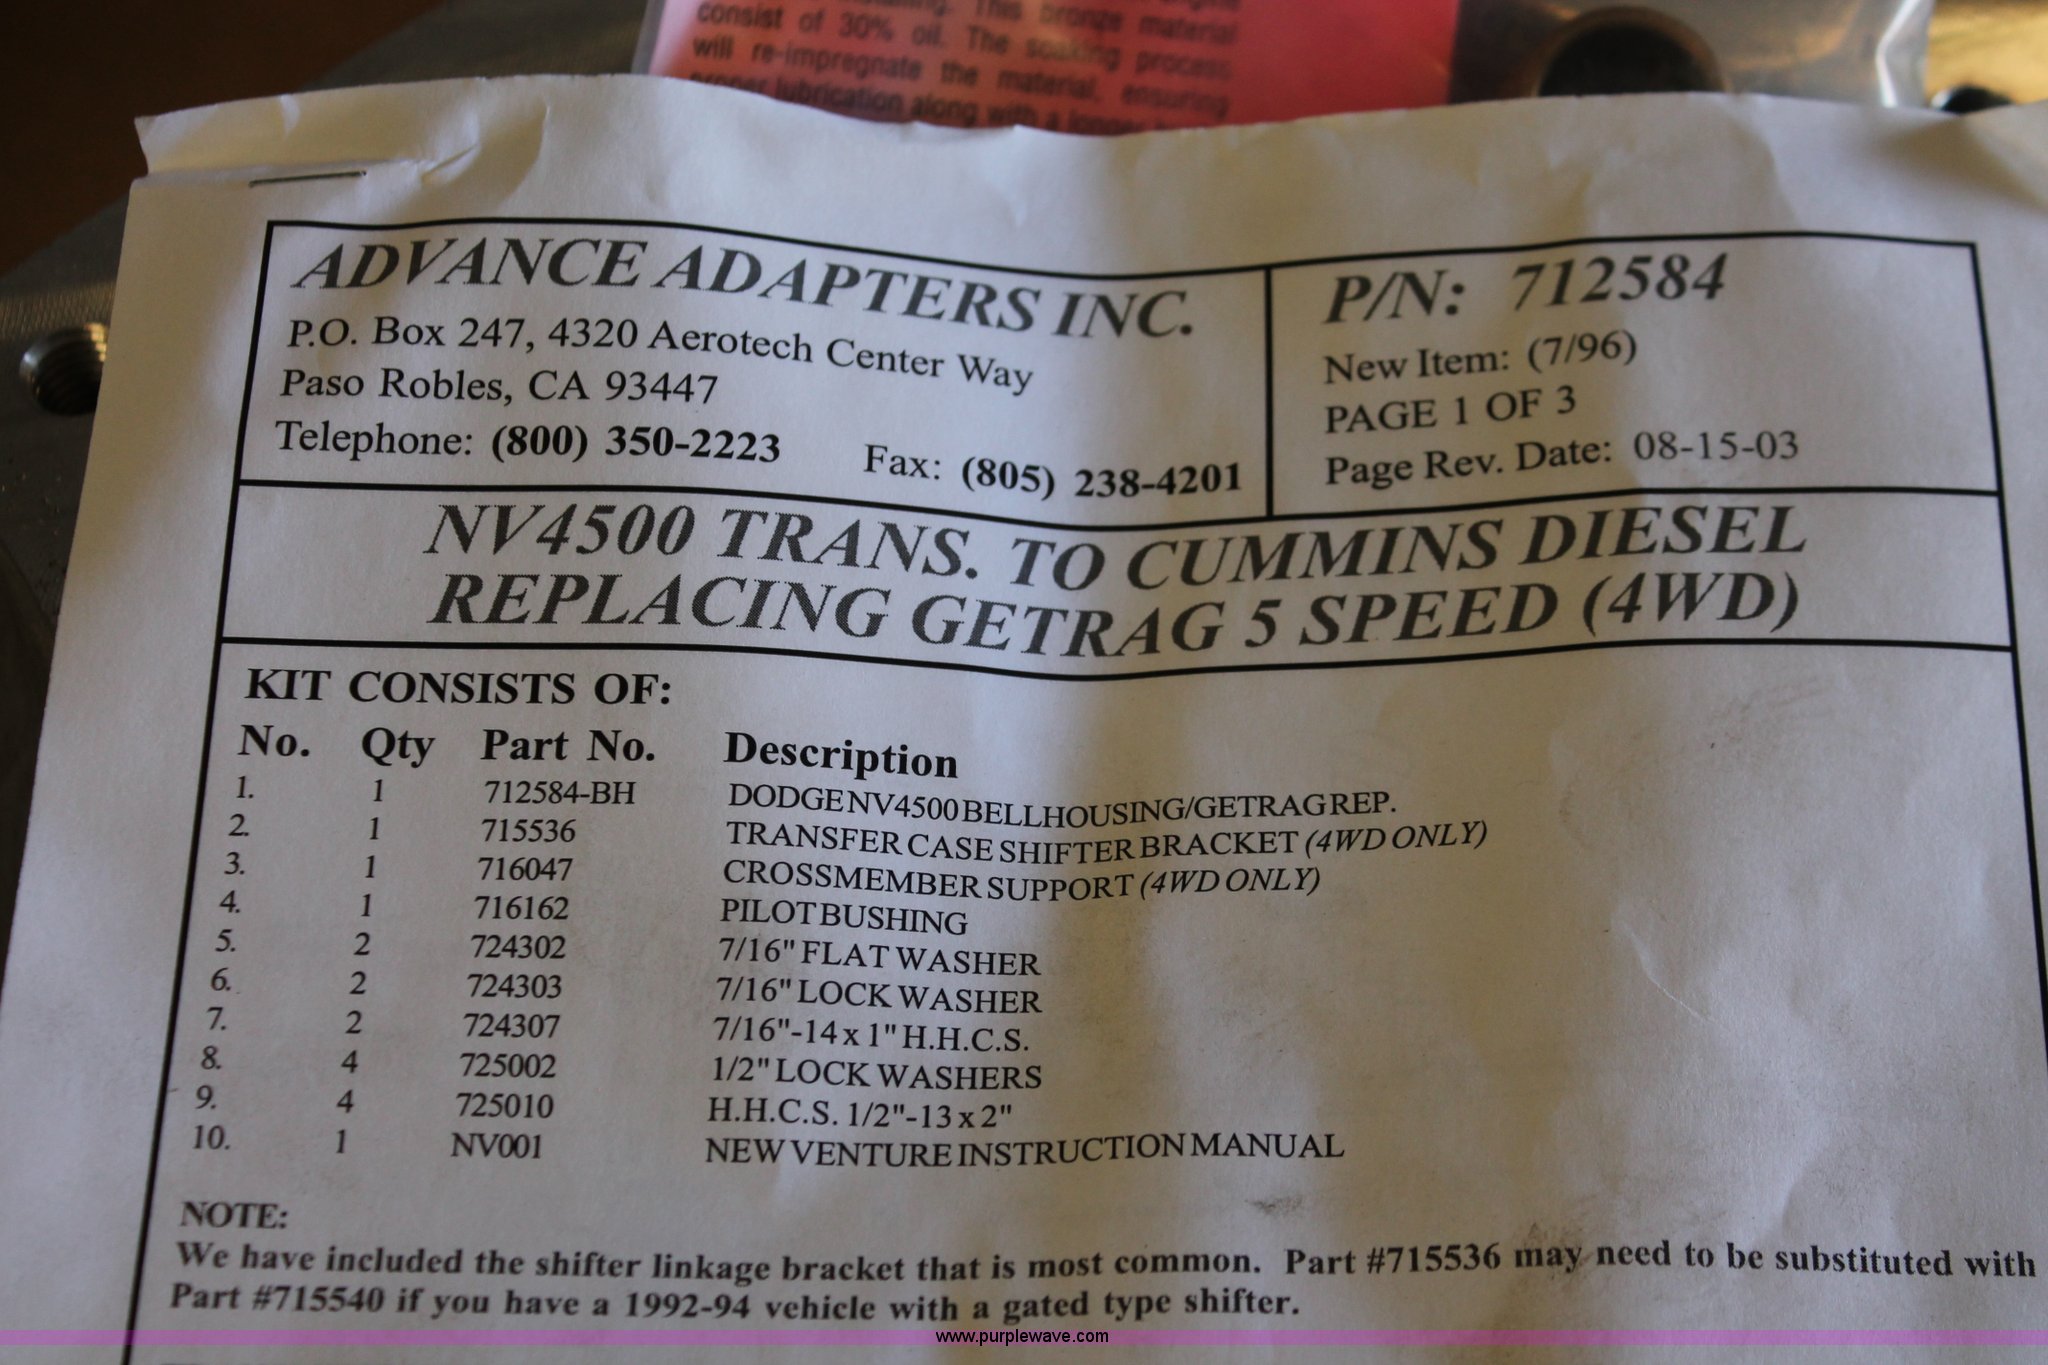 This bronze material
consist of 30% oil. The soaking process
will re-impregnate the material, ensuring
proper lubrication along with a longer
ADVANCE ADAPTERS INC.
P.O. Box 247, 4320 Aerotech Center Way
Paso Robles, CA 93447
Telephone: (800) 350-2223 Fax: (805) 238-4201
P/N: 712584
New Item: (7/96)
PAGE 1 OF 3
Page Rev. Date: 08-15-03
NV4500 TRANS. TO CUMMINS DIESEL
REPLACING GETRAG 5 SPEED (4WD)
KIT CONSISTS OF:
No. Qty Part No. Description
1. 1 712584-BH DODGE NV4500 BELLHOUSING/GETRAG REP.
2. 1 715536 TRANSFER CASE SHIFTER BRACKET (4WD ONLY)
3. 1 716047 CROSSMEMBER SUPPORT (4WD ONLY)
4. 1 716162 PILOT BUSHING
5. 2 724302 7/16" FLAT WASHER
6. 2 724303 7/16" LOCK WASHER
7. 2 724307 7/16"-14 x 1" H.H.C.S.
8. 4 725002 1/2" LOCK WASHERS
9. 4 725010 H.H.C.S. 1/2"-13 x 2"
10. 1 NV001 NEW VENTURE INSTRUCTION MANUAL
NOTE:
We have included the shifter linkage bracket that is most common. Part #715536 may need to be substituted with
Part #715540 if you have a 1992-94 vehicle with a gated type shifter.
www.purplewave.com